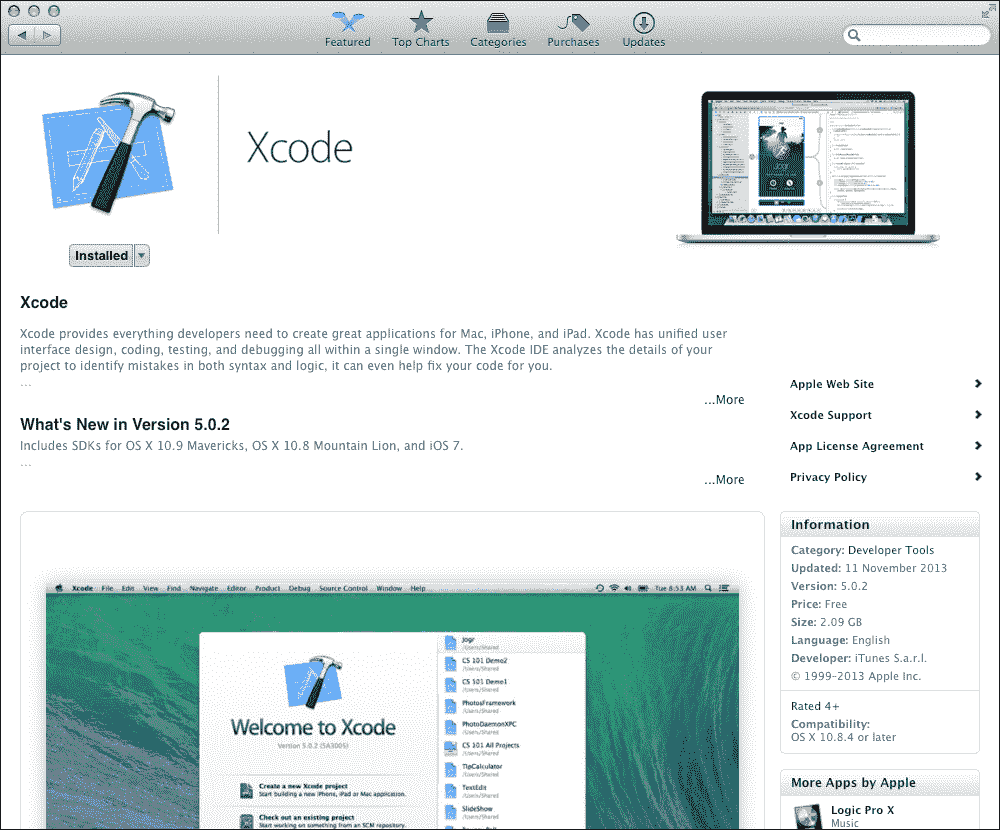 Featured
Top Charts
Categories
Purchases
Updates
Xcode
Installed
Xcode
Xcode provides everything developers need to create great applications for Mac, iPhone, and iPad. Xcode has unified user
interface design, coding, testing, and debugging all within a single window. The Xcode IDE analyzes the details of your
project to identify mistakes in both syntax and logic, it can even help fix your code for you.
...
...More
What's New in Version 5.0.2
Includes SDKs for OS X 10.9 Mavericks, OS X 10.8 Mountain Lion, and iOS 7.
...
...More
Apple Web Site
Xcode Support
App License Agreement
Privacy Policy
Xcode File Edit View Find Navigate Editor Product Debug Source Control Window Help Tue 8:53 AM
Welcome to Xcode
Version 5.0.2 (5A3005)
Create a new Xcode project
Start building a new iPhone, iPad or Mac application.
Check out an existing project
Start working on something from an SCM repository.
Jogr
/Users/Shared
CS 101 Demo2
/Users/Shared
CS 101 Demo1
/Users/Shared
PhotosFramework
/Users/Shared
PhotoDaemonXPC
/Users/Shared
CS 101 All Projects
/Users/Shared
TipCalculator
/Users/Shared
TextEdit
/Users/Shared
SlideShow
/Users/Shared
Information
Category: Developer Tools
Updated: 11 November 2013
Version: 5.0.2
Price: Free
Size: 2.09 GB
Language: English
Developer: iTunes S.a.r.l.
© 1999-2013 Apple Inc.
Rated 4+
Compatibility:
OS X 10.8.4 or later
More Apps by Apple
Logic Pro X
Music